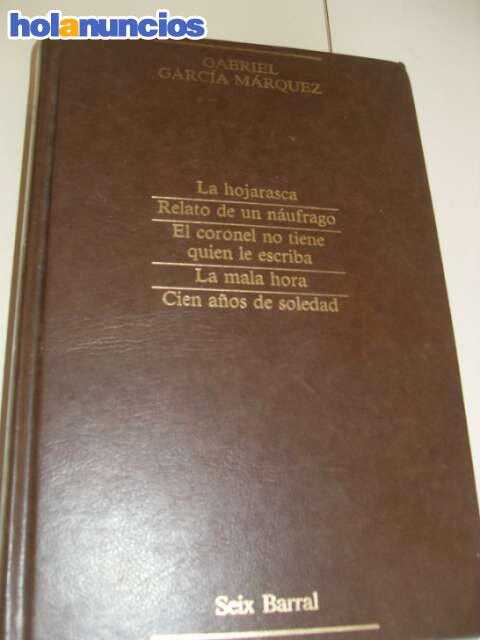 holanuncios
GABRIEL
GARCÍA MÁRQUEZ
La hojarasca
Relato de un náufrago
El coronel no tiene
quien le escriba
La mala hora
Cien años de soledad
Seix Barral